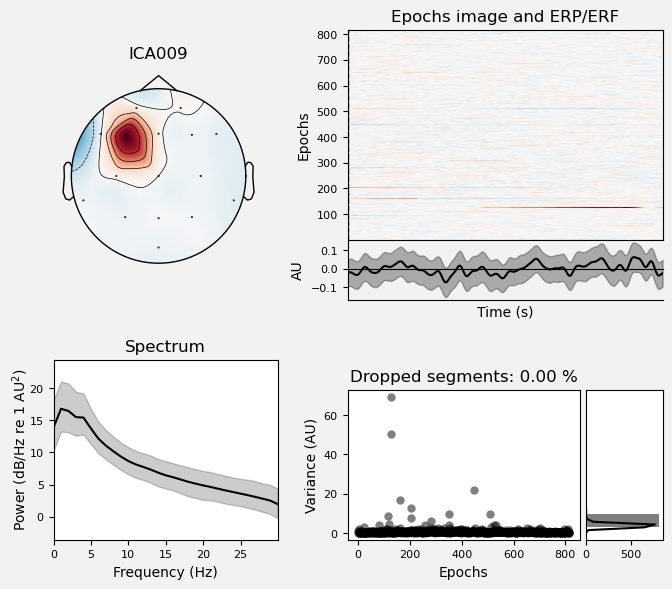 ICA009
Epochs image and ERP/ERF
Epochs
800
700
600
500
400
300
200
100
AU
0.1
0.0
−0.1
Time (s)
Spectrum
Power (dB/Hz re 1 AU²)
20
15
10
5
0
0 5 10 15 20 25
Frequency (Hz)
Dropped segments: 0.00 %
Variance (AU)
60
40
20
0
0 200 400 600 800
Epochs
0 500